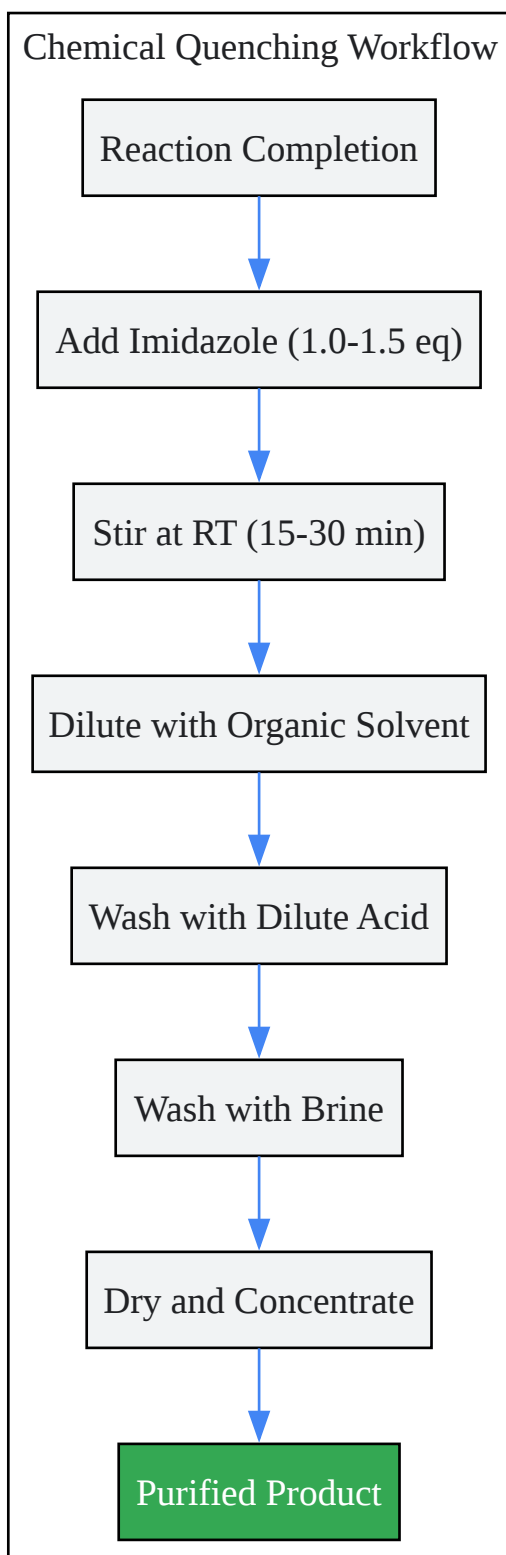 Chemical Quenching Workflow
Reaction Completion
Add Imidazole (1.0-1.5 eq)
Stir at RT (15-30 min)
Dilute with Organic Solvent
Wash with Dilute Acid
Wash with Brine
Dry and Concentrate
Purified Product